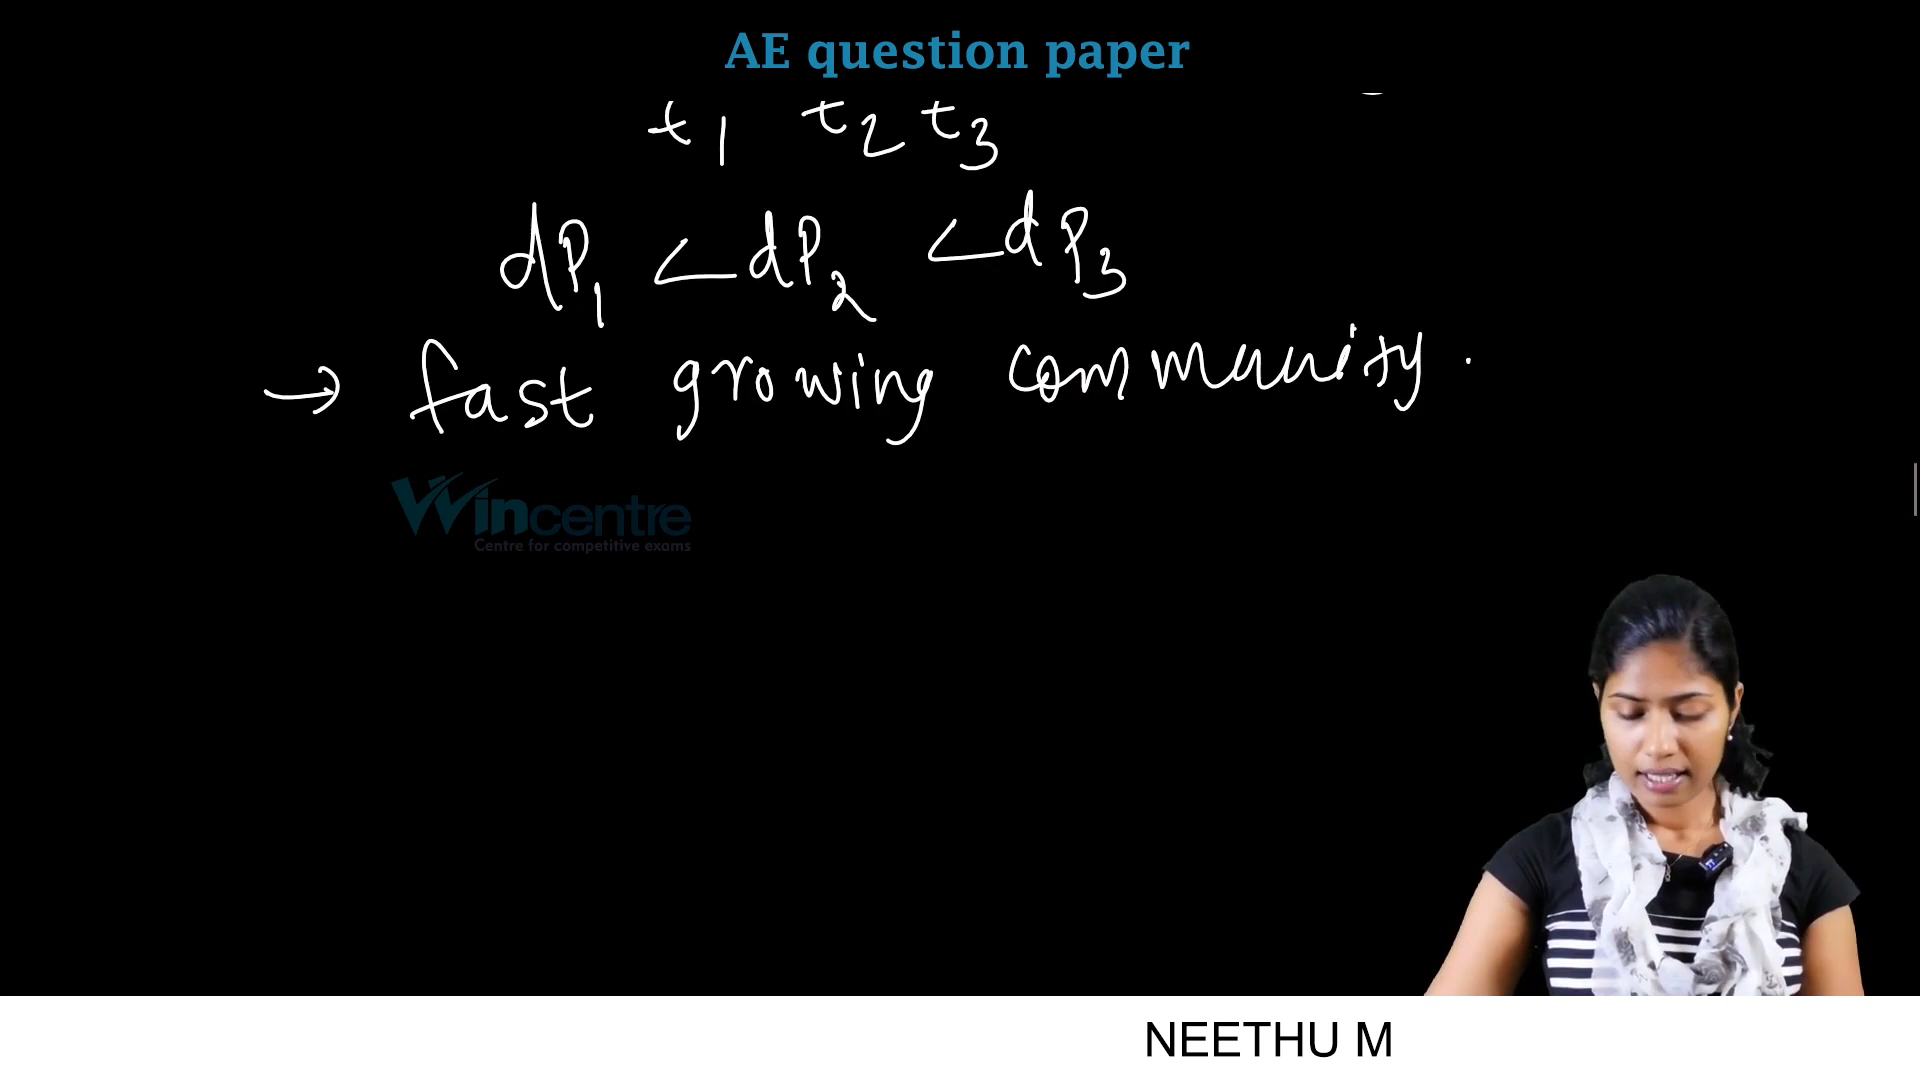 AE question paper
t1 t2 t3
dP1 < dP2 < dP3
→ fast growing community.
Wincentre
Centre for competitive exams
NEETHU M